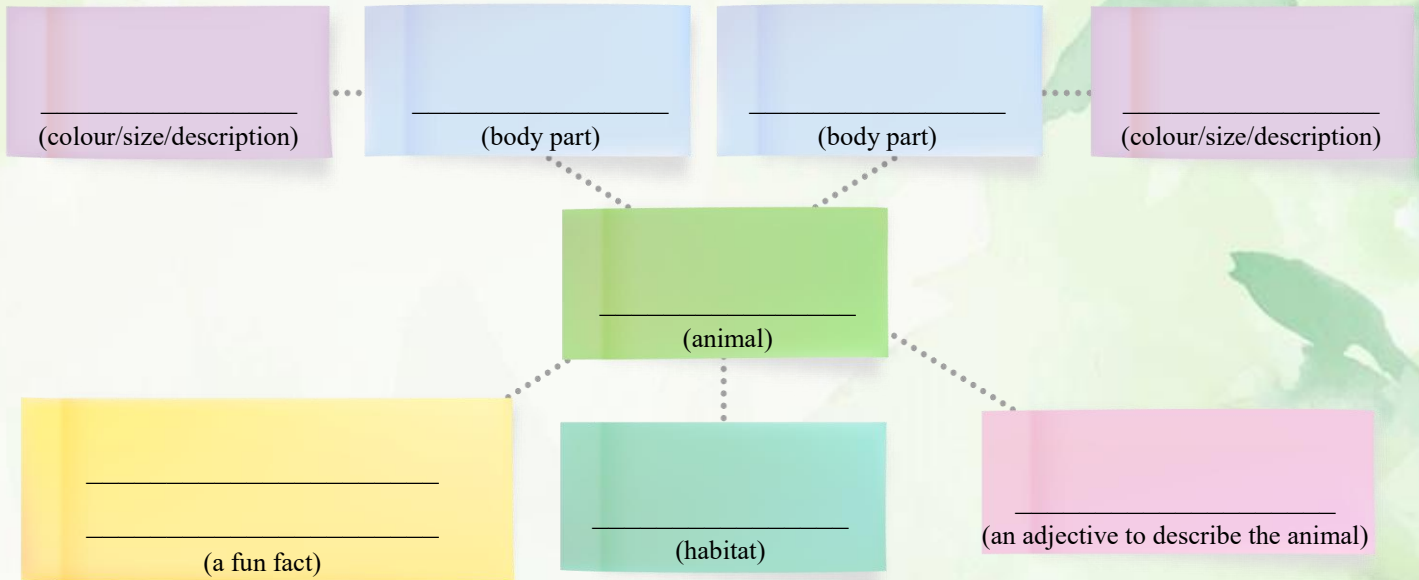 (colour/size/description)
(body part)
(body part)
(colour/size/description)
(animal)
(a fun fact)
(habitat)
(an adjective to describe the animal)